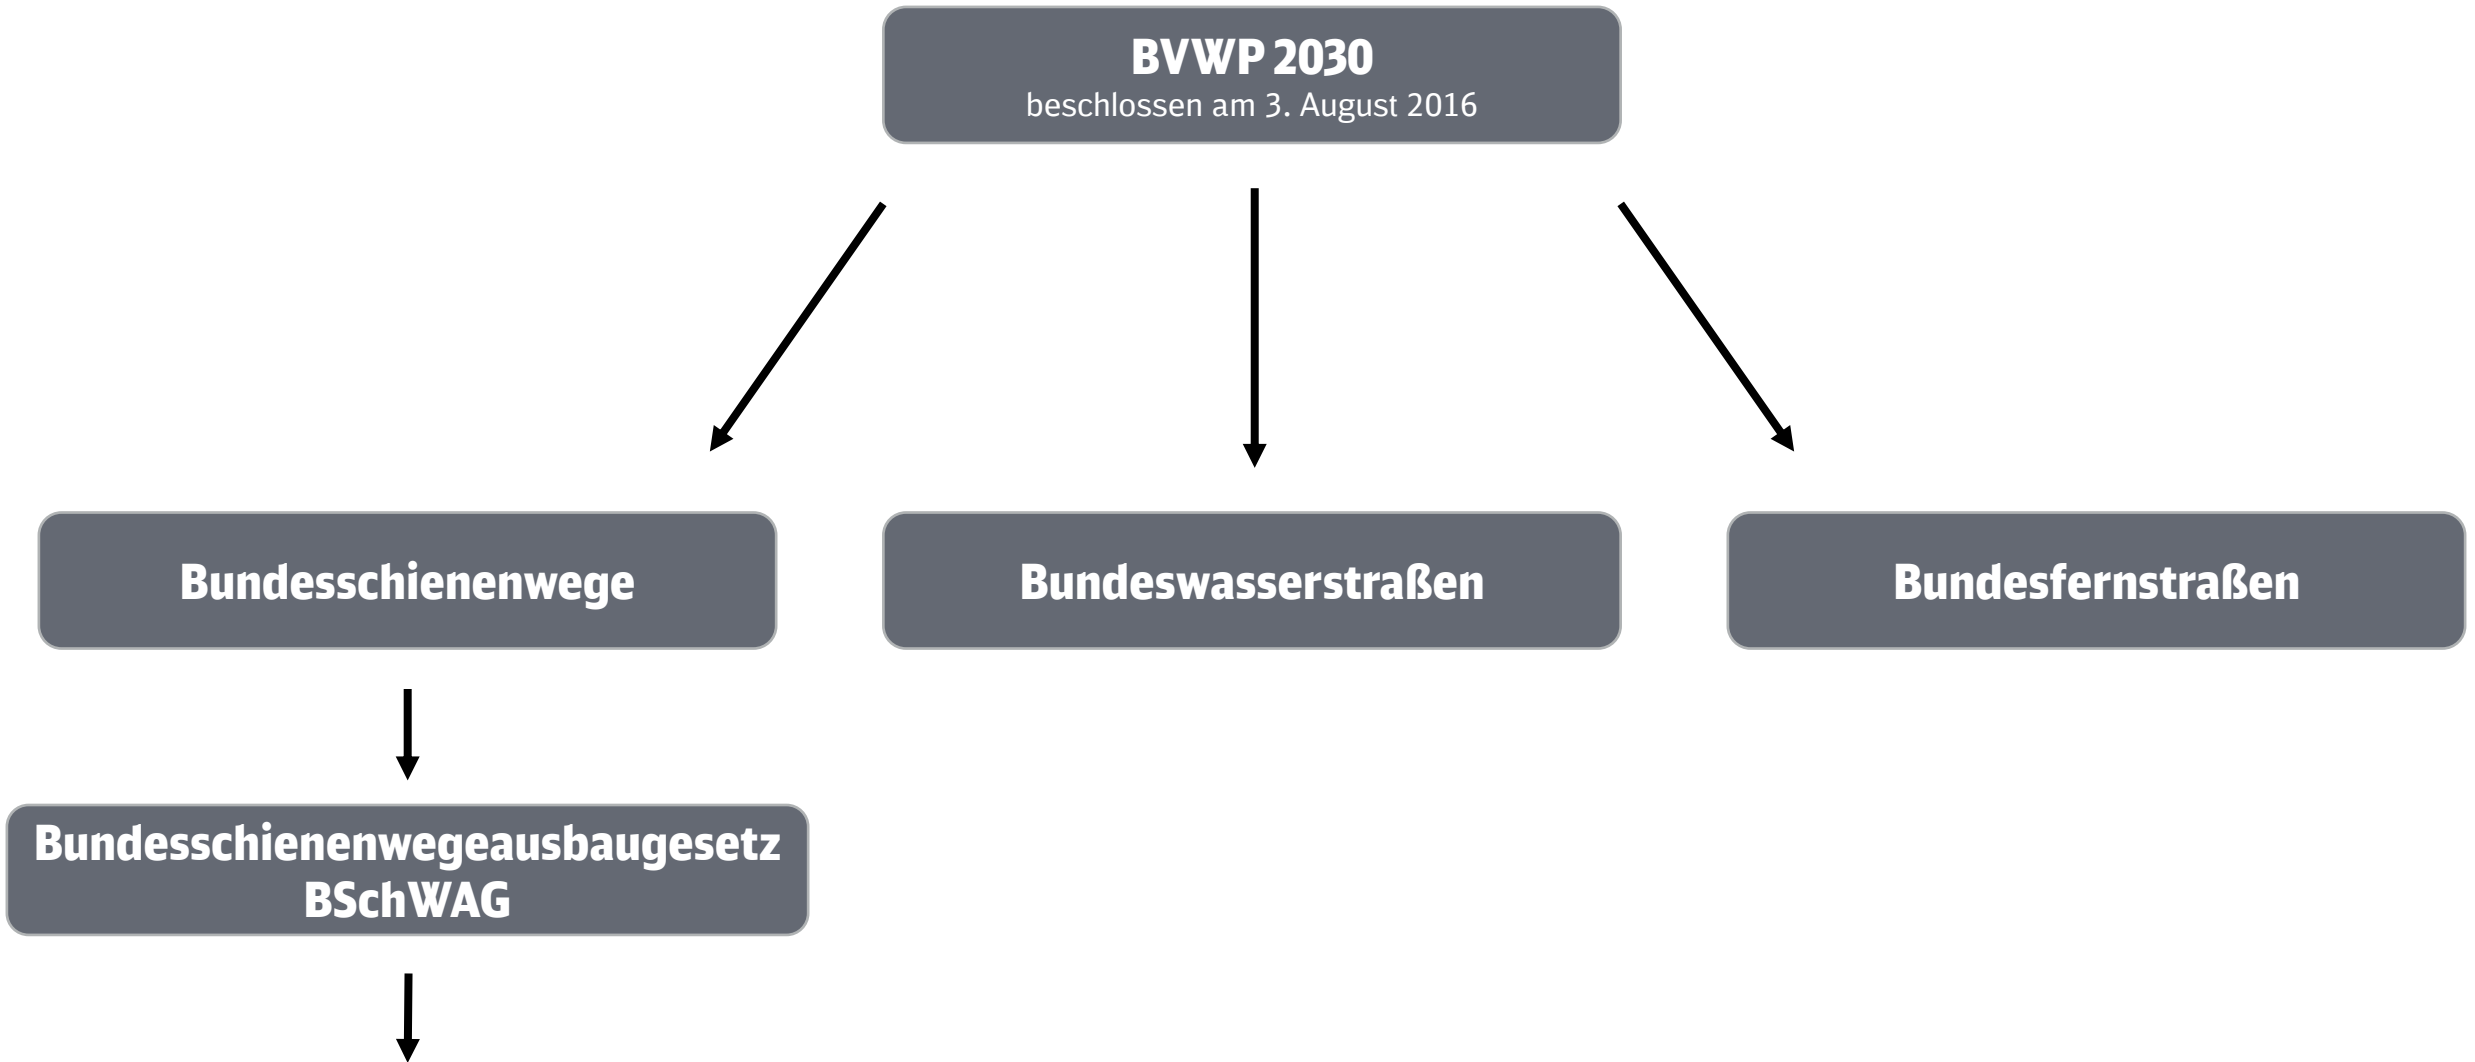 BVWP 2030
beschlossen am 3. August 2016
Bundesschienenwege
Bundeswasserstraßen
Bundesfernstraßen
Bundesschienenwegeausbaugesetz
BSchWAG